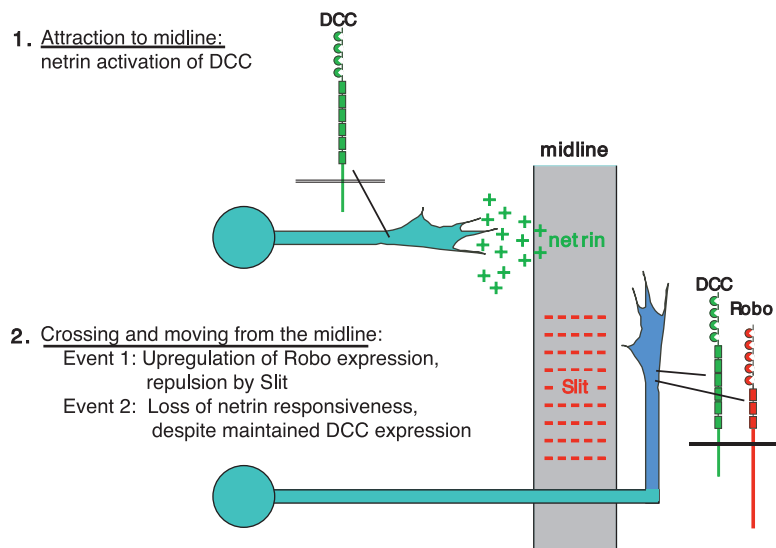 DCC
1. Attraction to midline:
netrin activation of DCC
midline
netrin
DCC
Robo
2. Crossing and moving from the midline:
Event 1: Upregulation of Robo expression,
repulsion by Slit
Event 2: Loss of netrin responsiveness,
despite maintained DCC expression
Slit